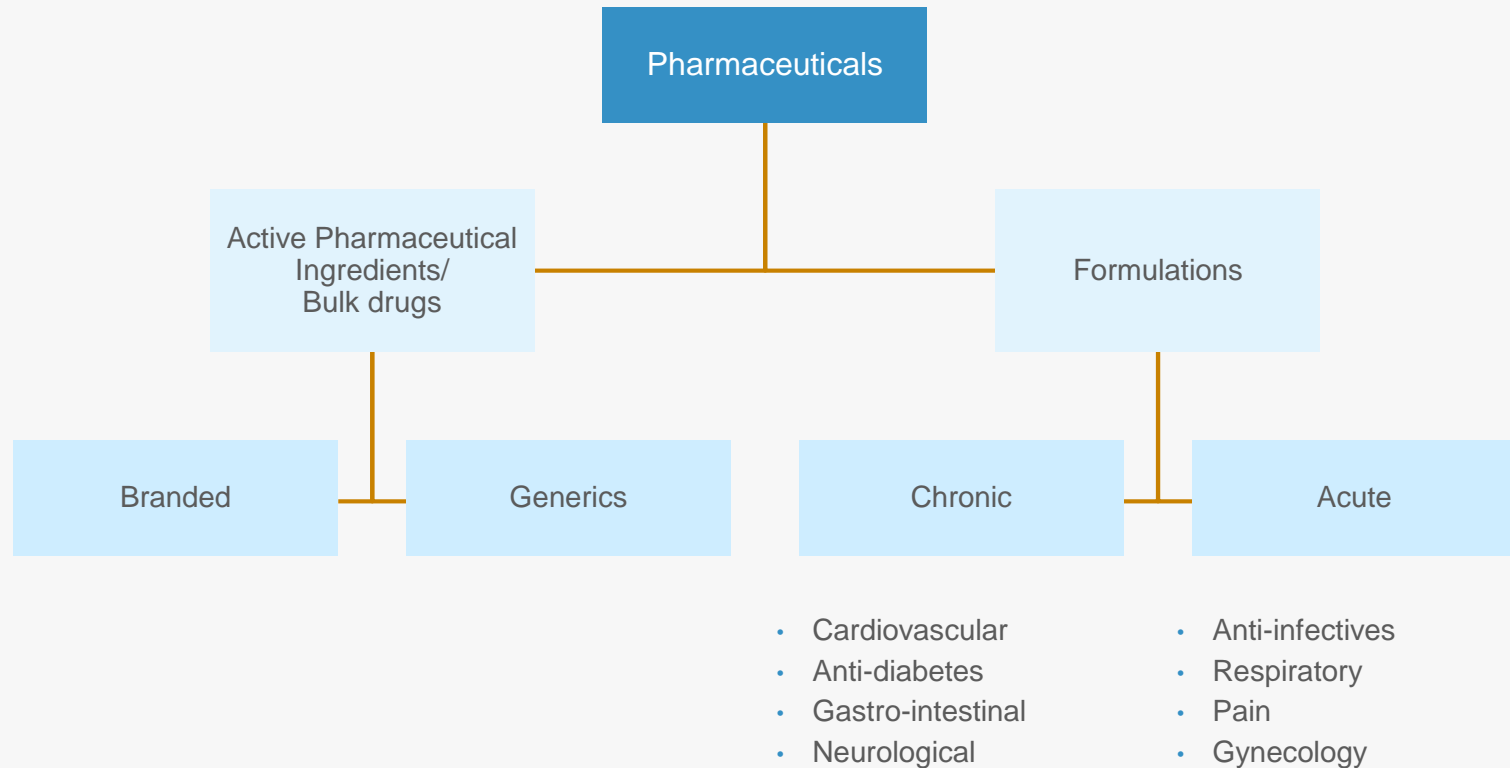 Pharmaceuticals
Active Pharmaceutical
Ingredients/
Bulk drugs
Formulations
Branded
Generics
Chronic
Acute
• Cardiovascular
• Anti-diabetes
• Gastro-intestinal
• Neurological
• Anti-infectives
• Respiratory
• Pain
• Gynecology